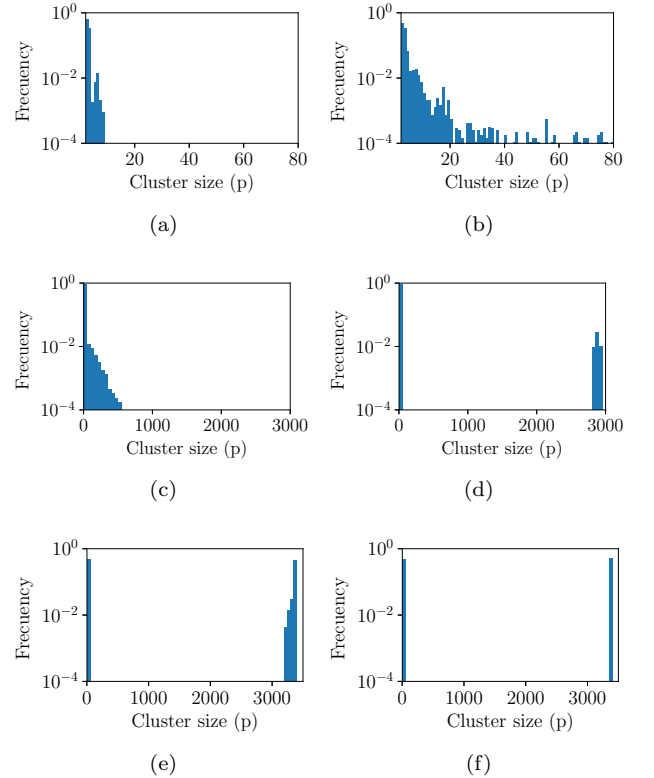 10^0
10^−2
10^−4
Frecuency
20 40 60 80
Cluster size (p)
(a)
10^0
10^−2
10^−4
Frecuency
20 40 60 80
Cluster size (p)
(b)
10^0
10^−2
10^−4
Frecuency
0 1000 2000 3000
Cluster size (p)
(c)
10^0
10^−2
10^−4
Frecuency
0 1000 2000 3000
Cluster size (p)
(d)
10^0
10^−2
10^−4
Frecuency
0 1000 2000 3000
Cluster size (p)
(e)
10^0
10^−2
10^−4
Frecuency
0 1000 2000 3000
Cluster size (p)
(f)